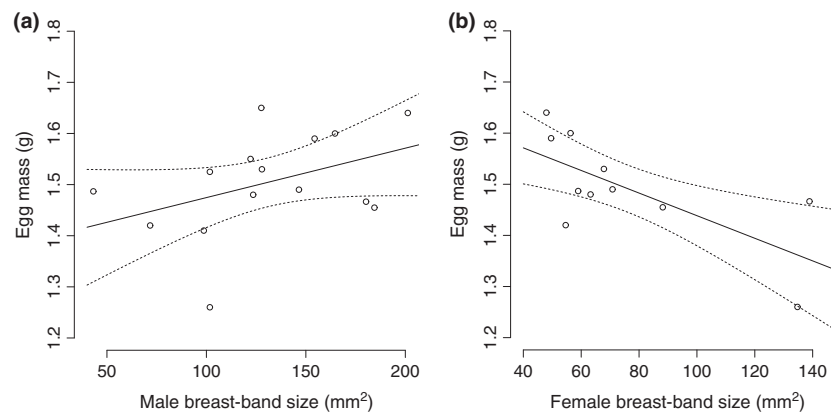 (a)
Egg mass (g)
1.2 1.3 1.4 1.5 1.6 1.7 1.8
50 100 150 200
Male breast-band size (mm²)
(b)
Egg mass (g)
1.2 1.3 1.4 1.5 1.6 1.7 1.8
40 60 80 100 120 140
Female breast-band size (mm²)